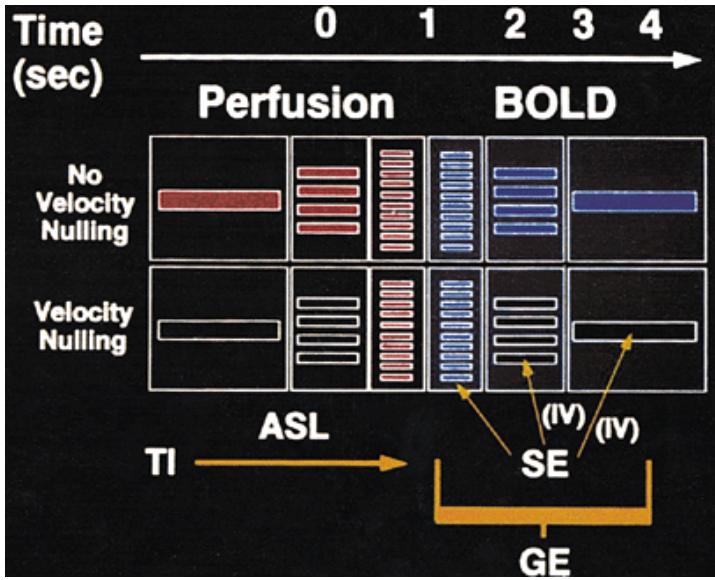 Time
(sec)
0 1 2 3 4
Perfusion
BOLD
No
Velocity
Nulling
Velocity
Nulling
ASL
TI
(IV)
(IV)
SE
GE